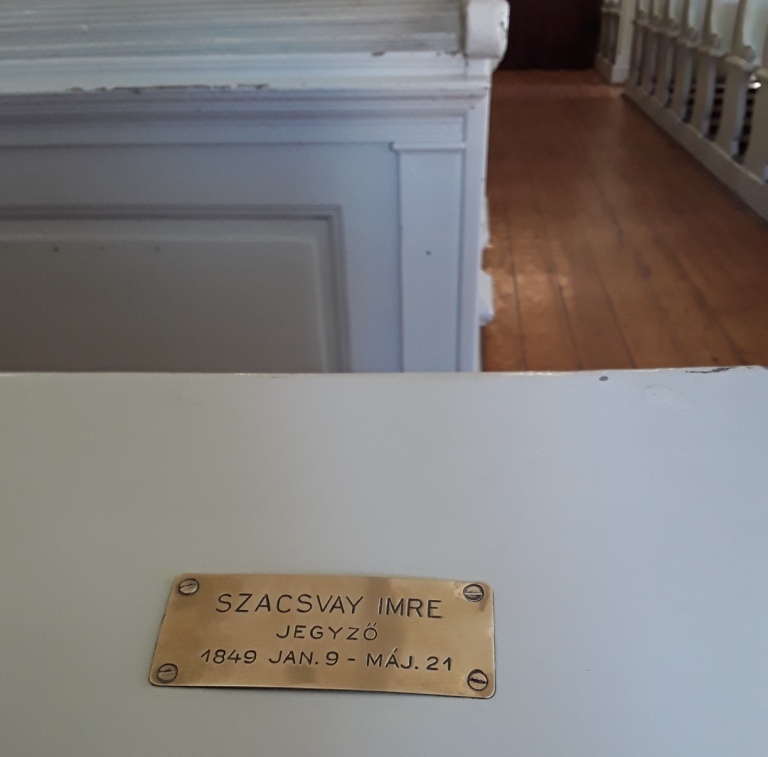 SZACSVAY IMRE
JEGYZŐ
1849 JAN. 9 - MÁJ. 21